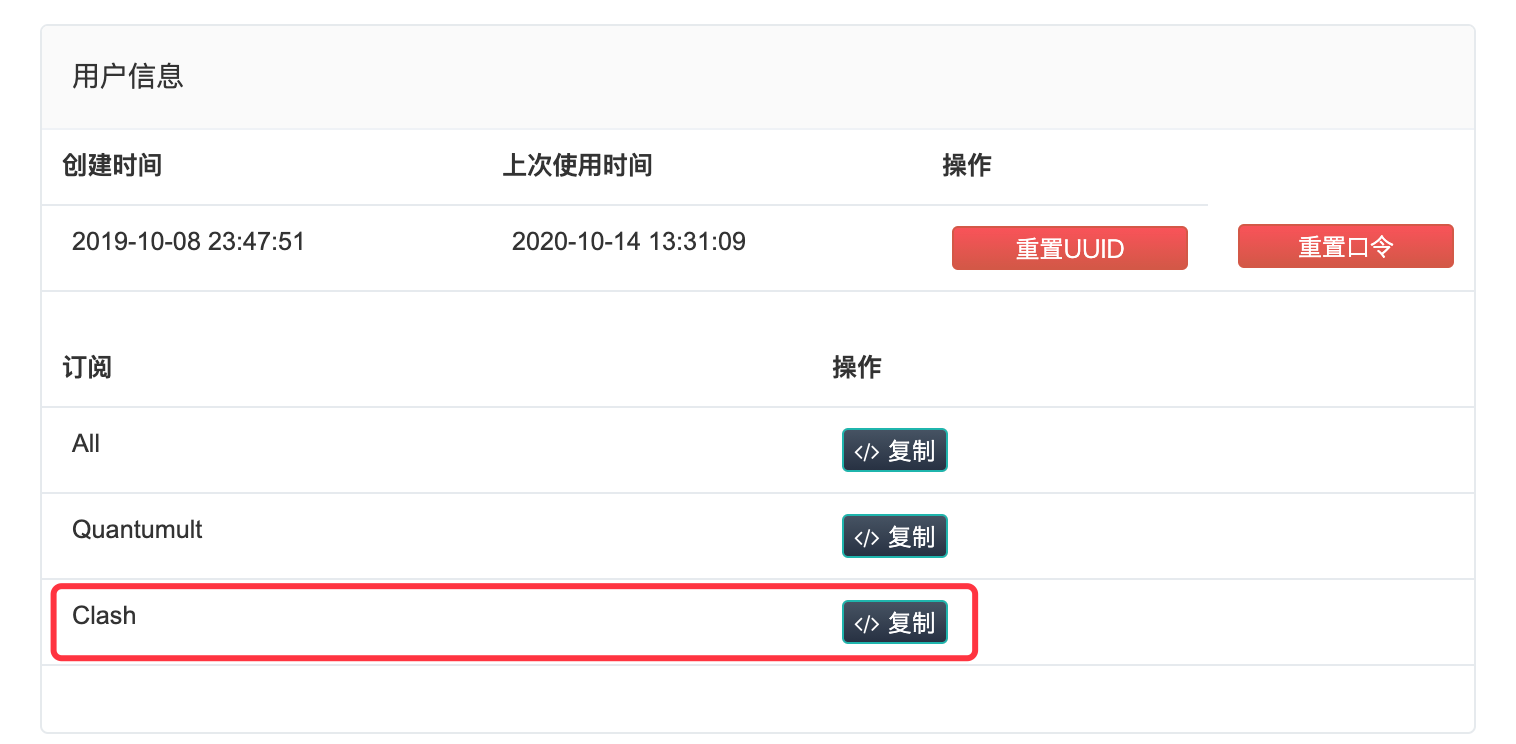 用户信息
创建时间 上次使用时间 操作
2019-10-08 23:47:51 2020-10-14 13:31:09 重置UUID 重置口令
订阅 操作
All </> 复制
Quantumult </> 复制
Clash </> 复制